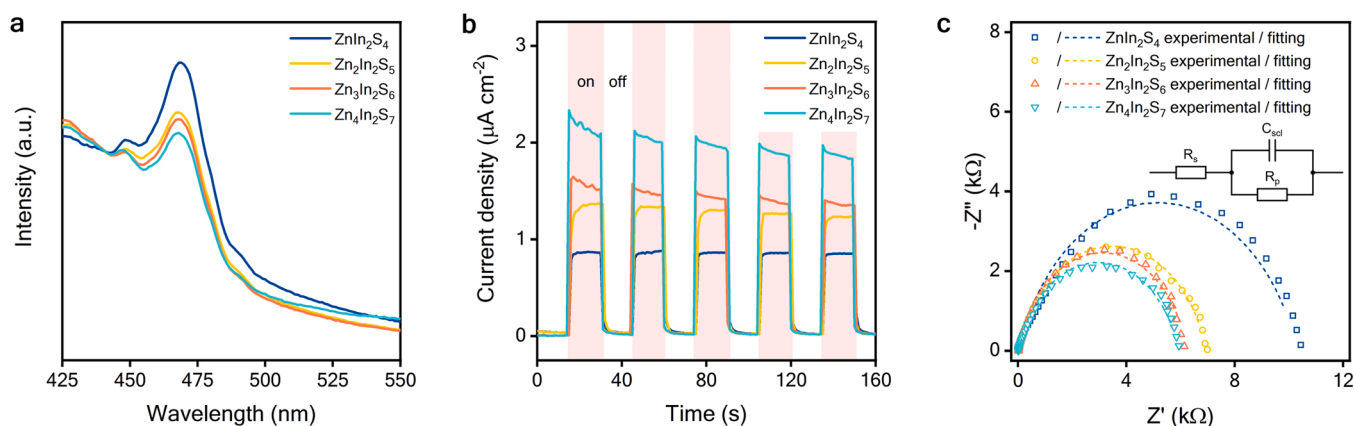 a
ZnIn₂S₄
Zn₂In₂S₅
Zn₃In₂S₆
Zn₄In₂S₇
Intensity (a.u.)
425 450 475 500 525 550
Wavelength (nm)
b
ZnIn₂S₄
Zn₂In₂S₅
Zn₃In₂S₆
Zn₄In₂S₇
on off
Current density (μA cm⁻²)
3
2
1
0
0 40 80 120 160
Time (s)
c
/ ZnIn₂S₄ experimental / fitting
/ Zn₂In₂S₅ experimental / fitting
/ Zn₃In₂S₆ experimental / fitting
/ Zn₄In₂S₇ experimental / fitting
Cscl
Rs
Rp
-Z" (kΩ)
8
6
4
2
0
0 4 8 12
Z' (kΩ)